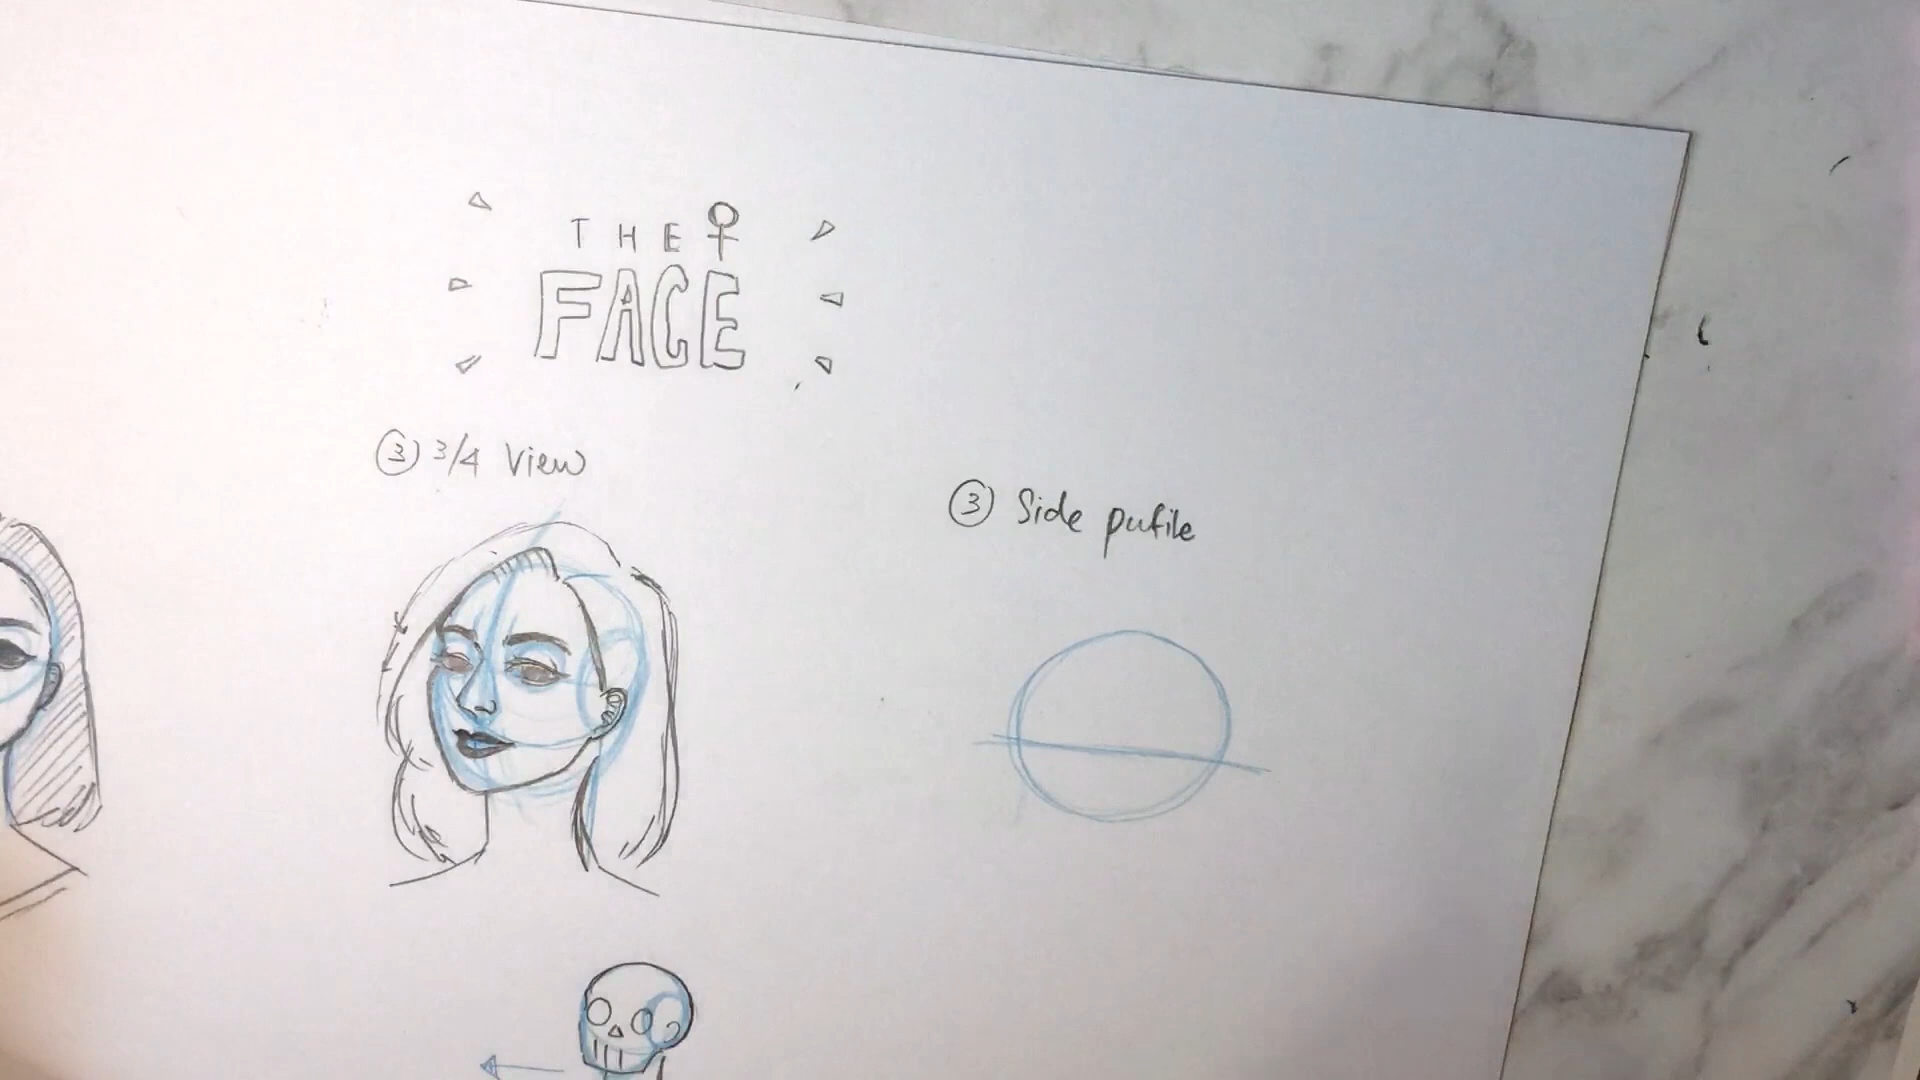 THE
FACE
③ 3/4 View
③ Side pufile